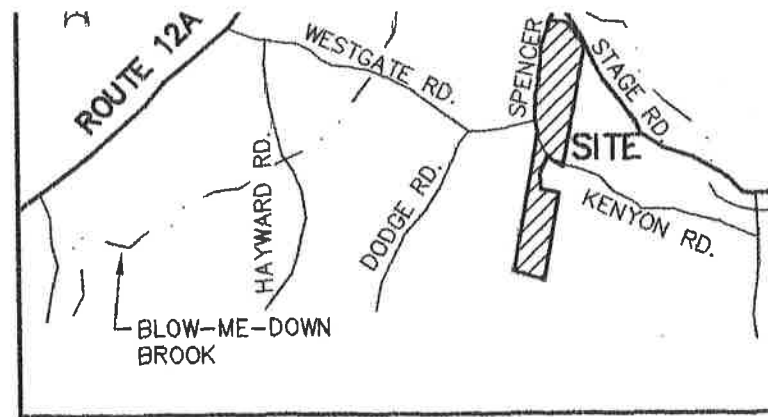 ROUTE 12A
WESTGATE RD.
SPENCER
STAGE RD.
SITE
HAYWARD RD.
DODGE RD.
KENYON RD.
BLOW-ME-DOWN
BROOK